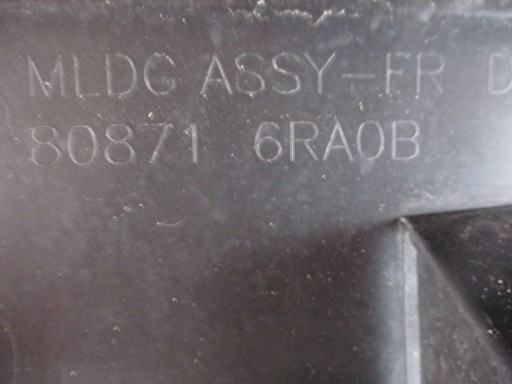 MLDG ASSY-FR D
80871 6RA0B